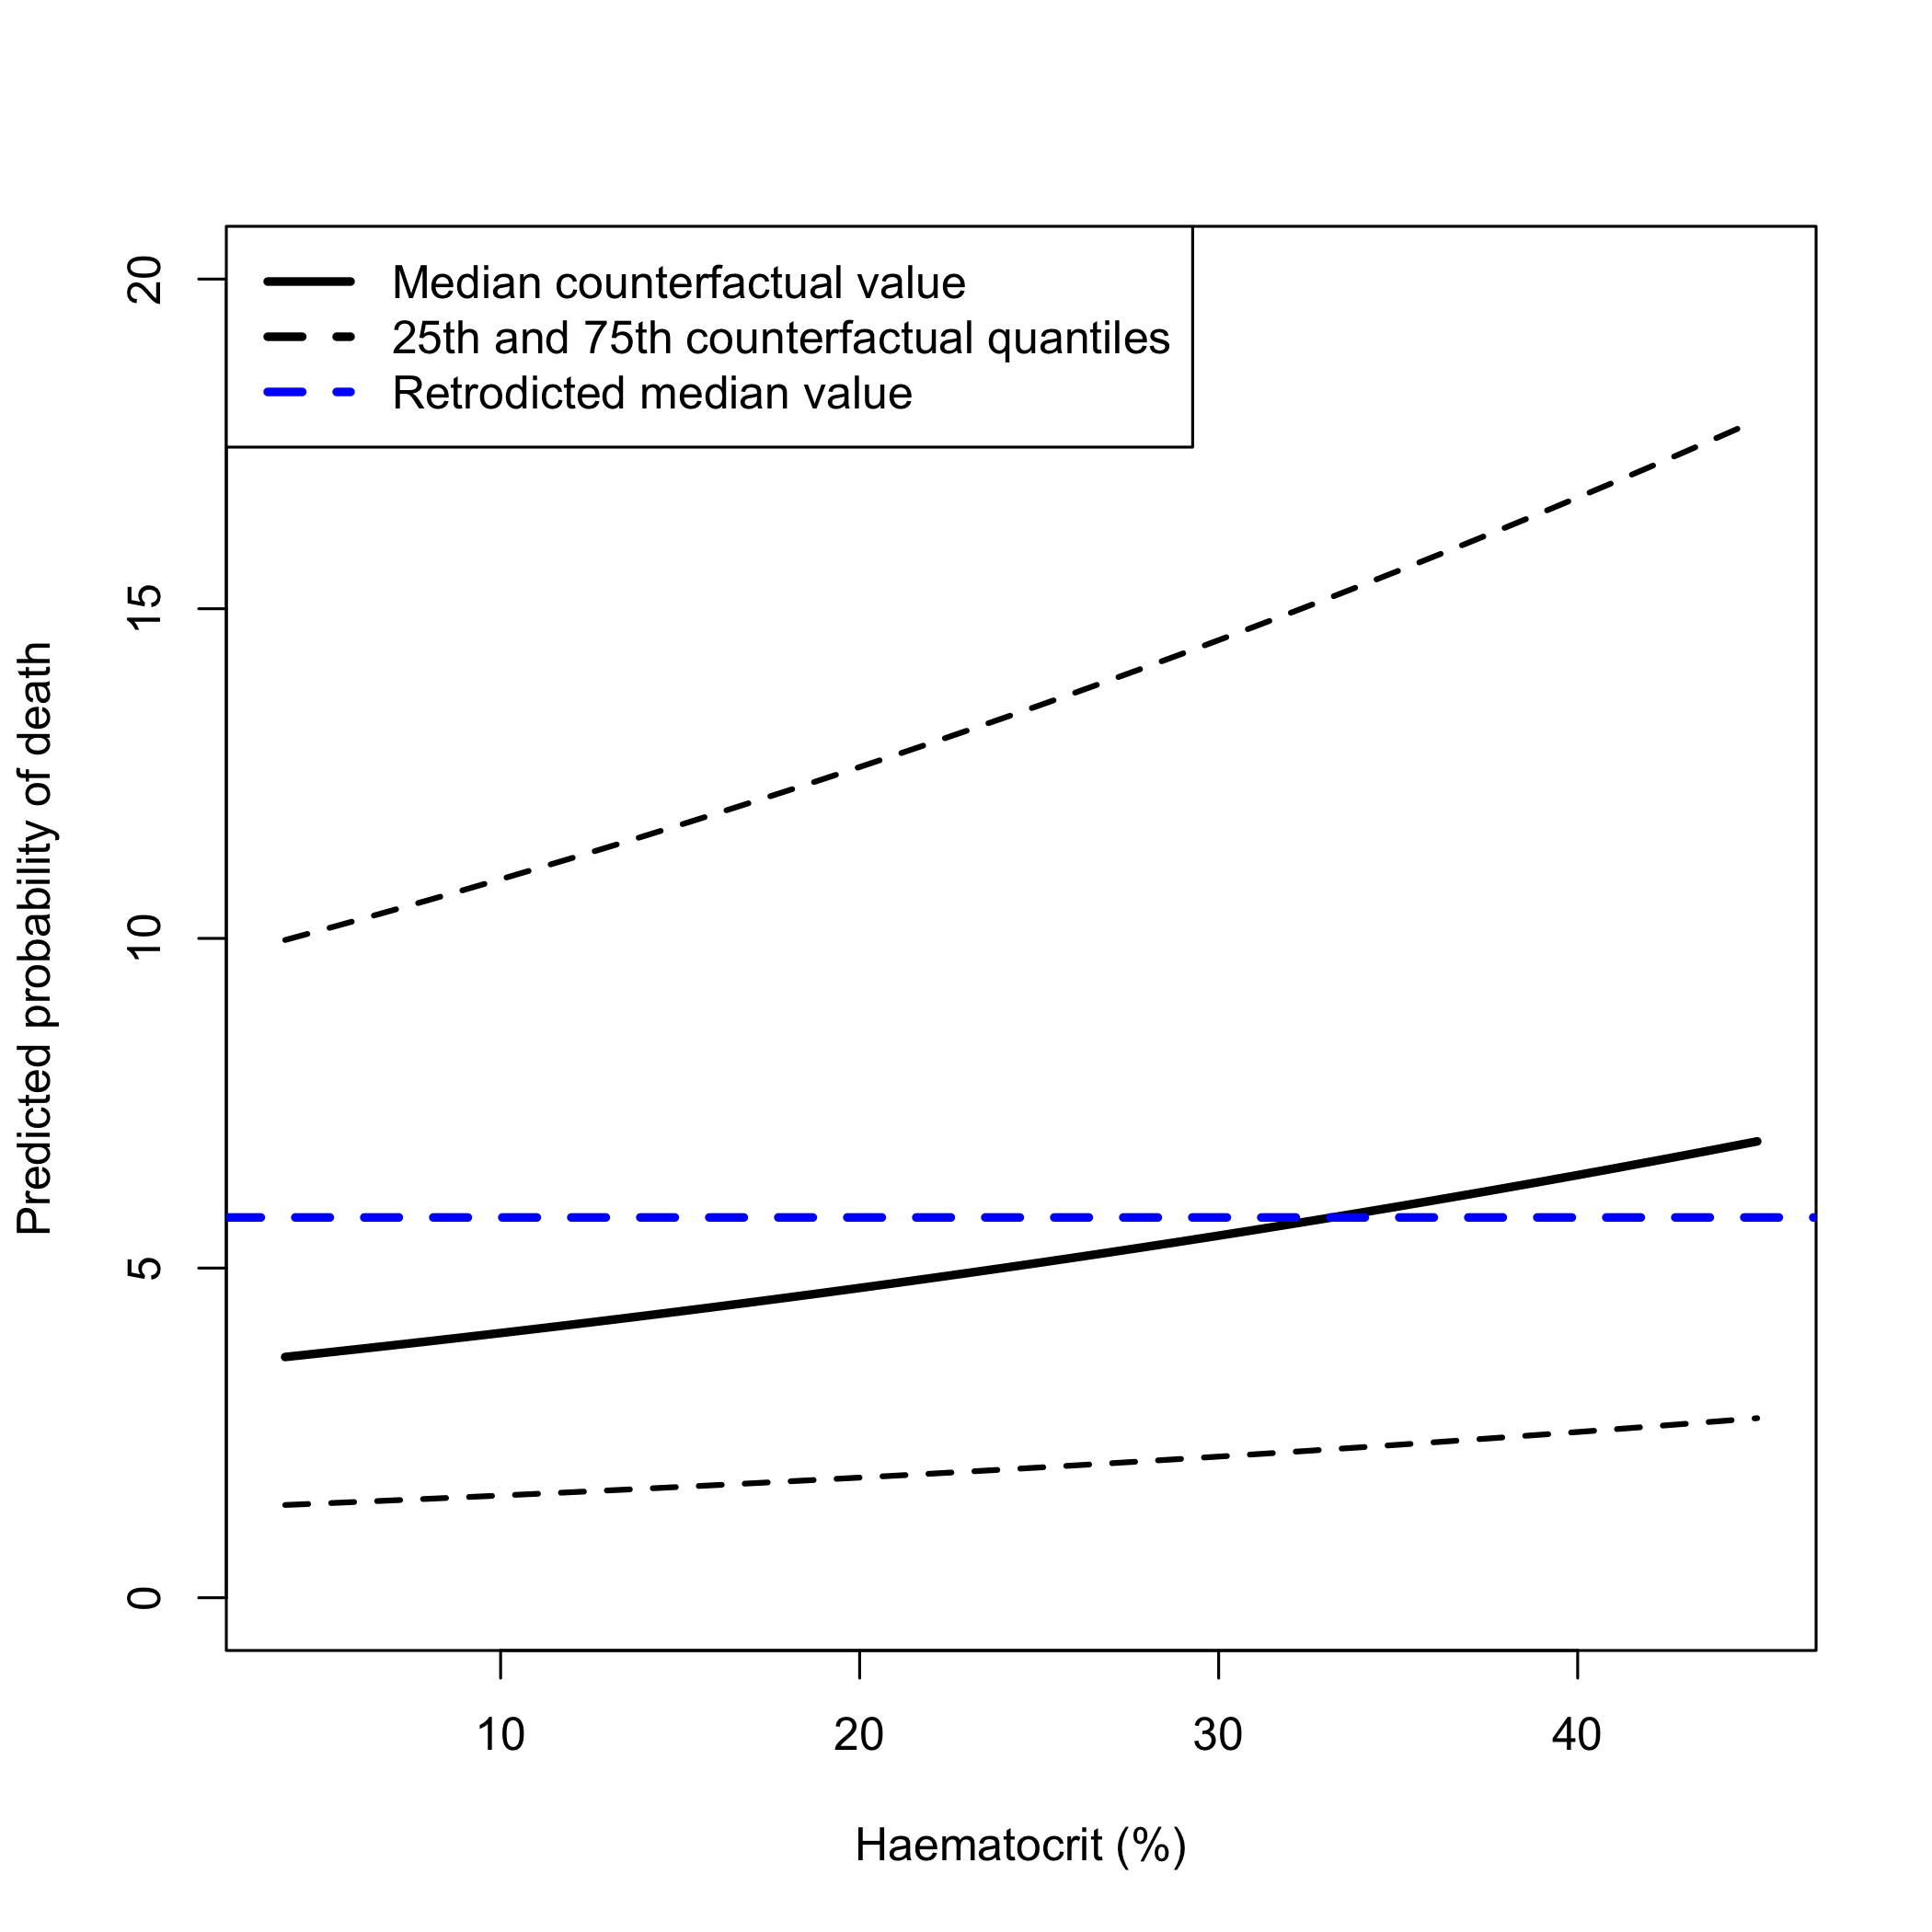 Median counterfactual value
25th and 75th counterfactual quantiles
Retrodicted median value
Predicted probability of death
20
15
10
5
0
10 20 30 40
Haematocrit (%)